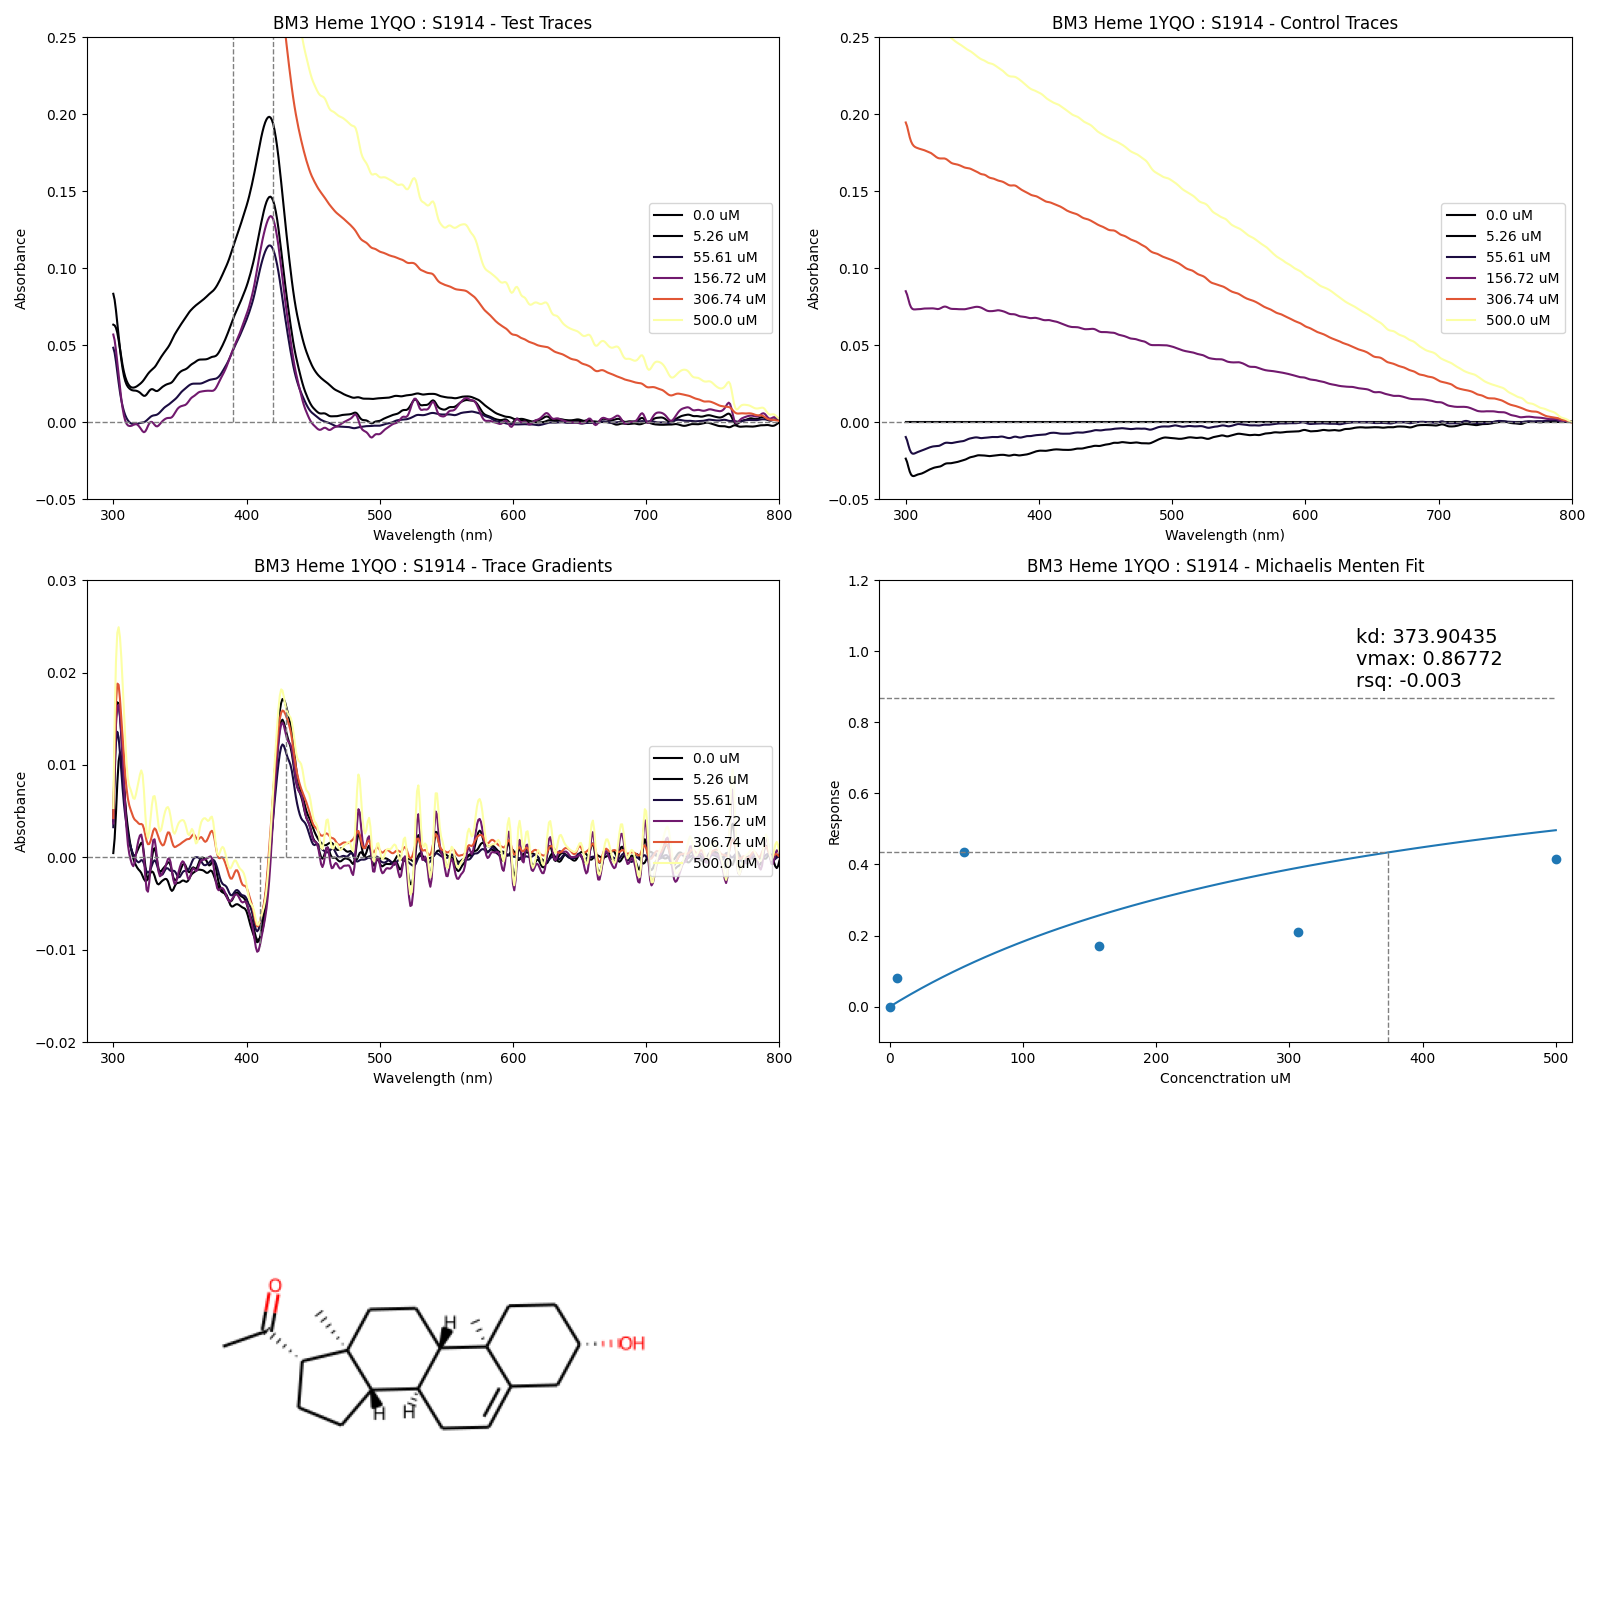 BM3 Heme 1YQO : S1914 - Test Traces
0.25
0.20
0.15
0.10
0.05
0.00
−0.05
Absorbance
300 400 500 600 700 800
Wavelength (nm)
0.0 uM
5.26 uM
55.61 uM
156.72 uM
306.74 uM
500.0 uM
BM3 Heme 1YQO : S1914 - Control Traces
0.25
0.20
0.15
0.10
0.05
0.00
−0.05
Absorbance
300 400 500 600 700 800
Wavelength (nm)
0.0 uM
5.26 uM
55.61 uM
156.72 uM
306.74 uM
500.0 uM
BM3 Heme 1YQO : S1914 - Trace Gradients
0.03
0.02
0.01
0.00
−0.01
−0.02
Absorbance
300 400 500 600 700 800
Wavelength (nm)
0.0 uM
5.26 uM
55.61 uM
156.72 uM
306.74 uM
500.0 uM
BM3 Heme 1YQO : S1914 - Michaelis Menten Fit
1.2
1.0
0.8
0.6
0.4
0.2
0.0
Response
kd: 373.90435
vmax: 0.86772
rsq: -0.003
0 100 200 300 400 500
Concenctration uM
O
H
OH
H
H